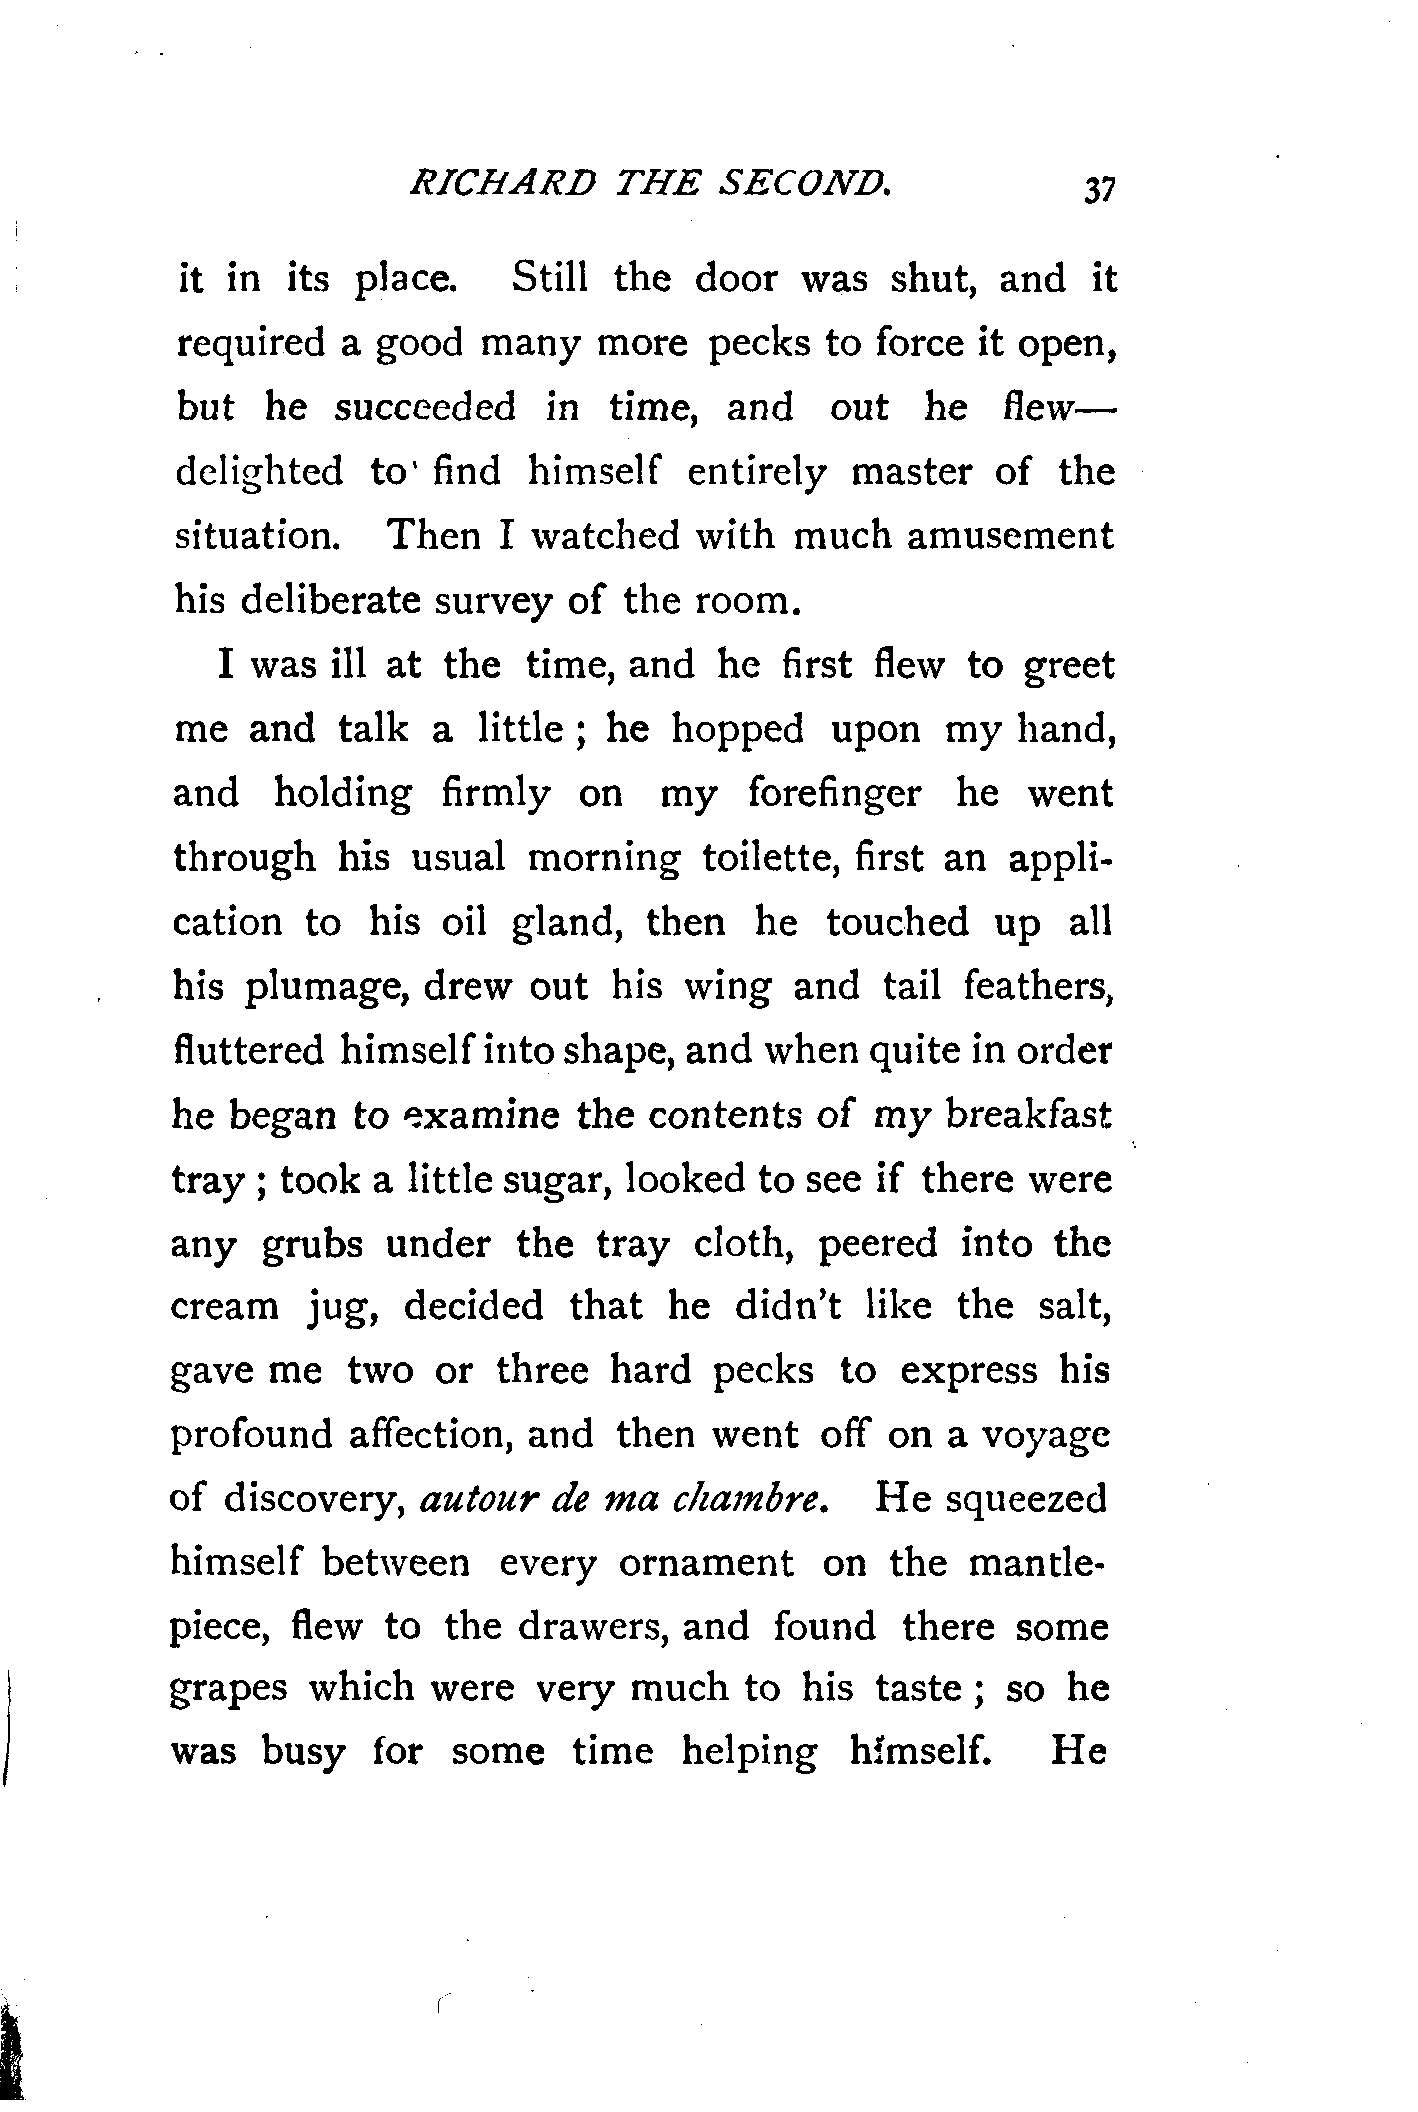 RICHARD THE SECOND. 37
it in its place. Still the door was shut, and it
required a good many more pecks to force it open,
but he succeeded in time, and out he flew—
delighted to find himself entirely master of the
situation. Then I watched with much amusement
his deliberate survey of the room.
I was ill at the time, and he first flew to greet
me and talk a little ; he hopped upon my hand,
and holding firmly on my forefinger he went
through his usual morning toilette, first an appli-
cation to his oil gland, then he touched up all
his plumage, drew out his wing and tail feathers,
fluttered himself into shape, and when quite in order
he began to examine the contents of my breakfast
tray ; took a little sugar, looked to see if there were
any grubs under the tray cloth, peered into the
cream jug, decided that he didn't like the salt,
gave me two or three hard pecks to express his
profound affection, and then went off on a voyage
of discovery, autour de ma chambre. He squeezed
himself between every ornament on the mantle-
piece, flew to the drawers, and found there some
grapes which were very much to his taste ; so he
was busy for some time helping himself. He